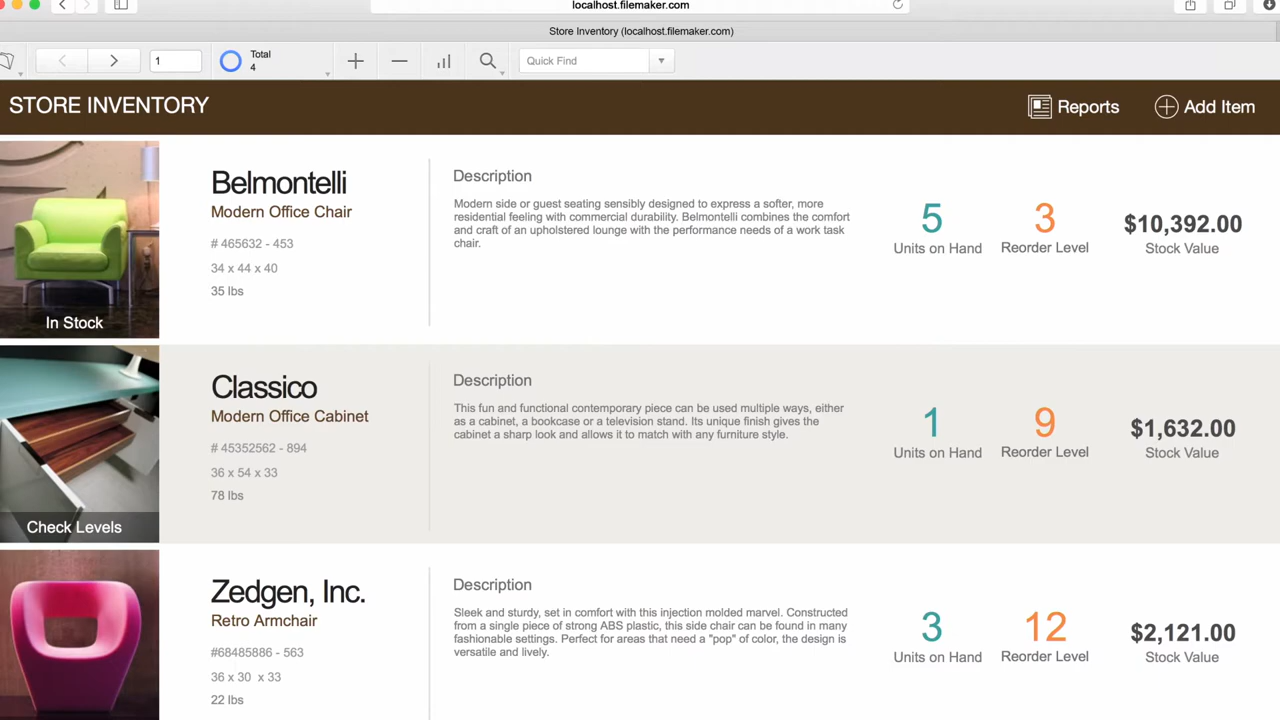 localhost.filemaker.com
Store Inventory (localhost.filemaker.com)
1
Total
4
Quick Find
STORE INVENTORY
Reports
Add Item
Belmontelli
Modern Office Chair
# 465632 - 453
34 x 44 x 40
35 lbs
In Stock
Description
Modern side or guest seating sensibly designed to express a softer, more
residential feeling with commercial durability. Belmontelli combines the comfort
and craft of an upholstered lounge with the performance needs of a work task
chair.
5
Units on Hand
3
Reorder Level
$10,392.00
Stock Value
Classico
Modern Office Cabinet
# 45352562 - 894
36 x 54 x 33
78 lbs
Check Levels
Description
This fun and functional contemporary piece can be used multiple ways, either
as a cabinet, a bookcase or a television stand. Its unique finish gives the
cabinet a sharp look and allows it to match with any furniture style.
1
Units on Hand
9
Reorder Level
$1,632.00
Stock Value
Zedgen, Inc.
Retro Armchair
#68485886 - 563
36 x 30  x 33
22 lbs
Description
Sleek and sturdy, set in comfort with this injection molded marvel. Constructed
from a single piece of strong ABS plastic, this side chair can be found in many
fashionable settings. Perfect for areas that need a "pop" of color, the design is
versatile and lively.
3
Units on Hand
12
Reorder Level
$2,121.00
Stock Value